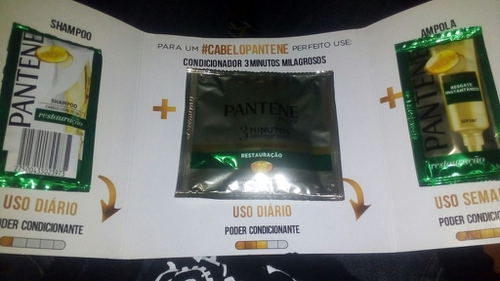 SHAMPOO
PANTENE
SHAMPOO
restauração
USO DIÁRIO
PODER CONDICIONANTE
PARA UM #CABELOPANTENE PERFEITO USE:
CONDICIONADOR 3 MINUTOS MILAGROSOS
+
PANTENE
3 MINUTOS
RESTAURAÇÃO
USO DIÁRIO
PODER CONDICIONANTE
AMPOLA
+
PANTENE
RESGATE
INSTANTÂNEO
restauração
USO SEMA
PODER CONDICION